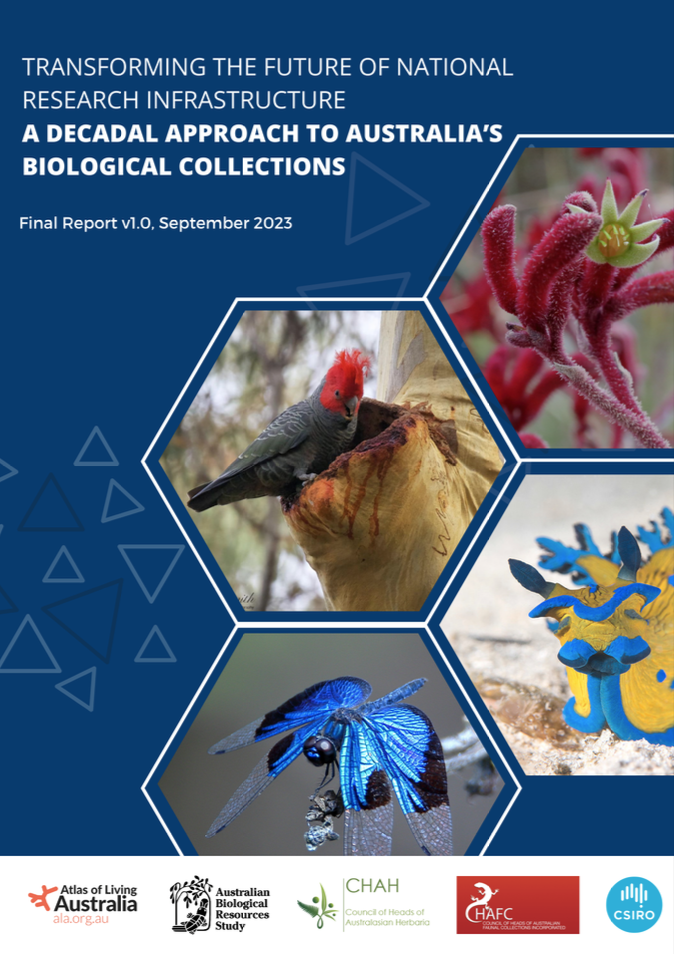 TRANSFORMING THE FUTURE OF NATIONAL
RESEARCH INFRASTRUCTURE
A DECADAL APPROACH TO AUSTRALIA'S
BIOLOGICAL COLLECTIONS
Final Report v1.0, September 2023
Atlas of Living
Australia
ala.org.au
Australian
Biological
Resources
Study
CHAH
Council of Heads of
Australasian Herbaria
CHAFC
COUNCIL OF HEADS OF AUSTRALIAN
FAUNAL COLLECTIONS INCORPORATED
CSIRO